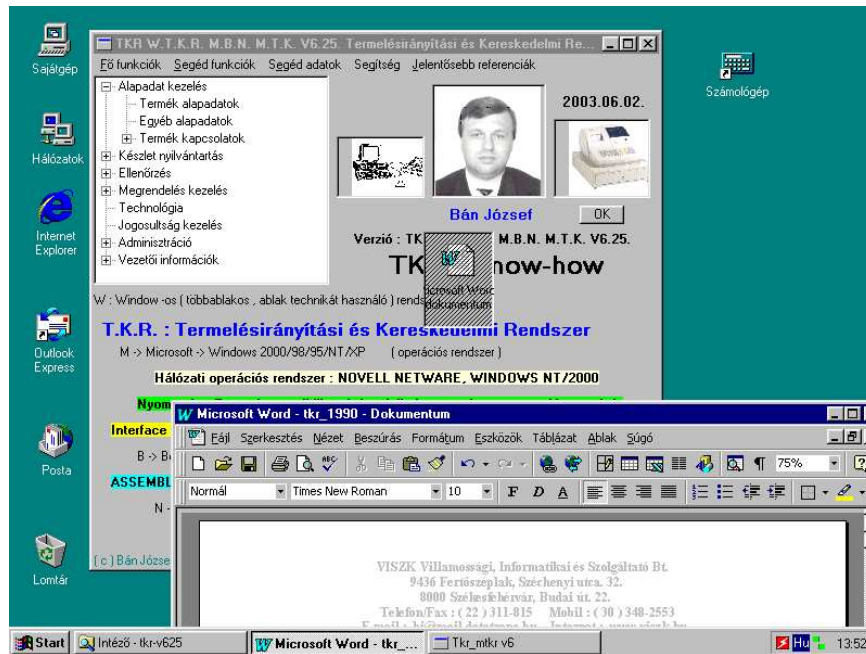 Sajátgép
Hálózatok
Internet
Explorer
Outlook
Express
Posta
Lomtár
Számológép
TKR W.T.K.R. M.B.N. M.T.K. V6.25. Termelésirányítási és Kereskedelmi Re...
Fő funkciók Segéd funkciók Segéd adatok Segítség Jelentősebb referenciák
Alapadat kezelés
Termék alapadatok
Egyéb alapadatok
Termék kapcsolatok
Készlet nyilvántartás
Ellenőrzés
Megrendelés kezelés
Technológia
Jogosultság kezelés
Adminisztráció
Vezetői információk
2003.06.02.
Bán József OK
Verzió : TK M.B.N. M.T.K. V6.25.
TK now-how
Microsoft Word
dokumentum
W : Window -os ( többablakos , ablak technikát használó ) rends
T.K.R. : Termelésirányítási és Kereskedelmi Rendszer
M -> Microsoft -> Windows 2000/98/95/NT/XP ( operációs rendszer )
Hálózati operációs rendszer : NOVELL NETWARE, WINDOWS NT/2000
Nyom
Interface
B -> B
ASSEMBL
N -
( c ) Bán Józse
Microsoft Word - tkr_1990 - Dokumentum
Fájl Szerkesztés Nézet Beszúrás Formátum Eszközök Táblázat Ablak Súgó
75%
Normál Times New Roman 10 F D A
VISZK Villamossági, Informatikai és Szolgáltató Bt.
9436 Fertőszéplak, Széchenyi utca. 32.
8000 Székesfehérvár, Budai út. 22.
Telefon/Fax : ( 22 ) 311-815 Mobil : ( 30 ) 348-2553
Start Intéző - tkr-v625 Microsoft Word - tkr_... Tkr_mtkr v6 Hu 13:52